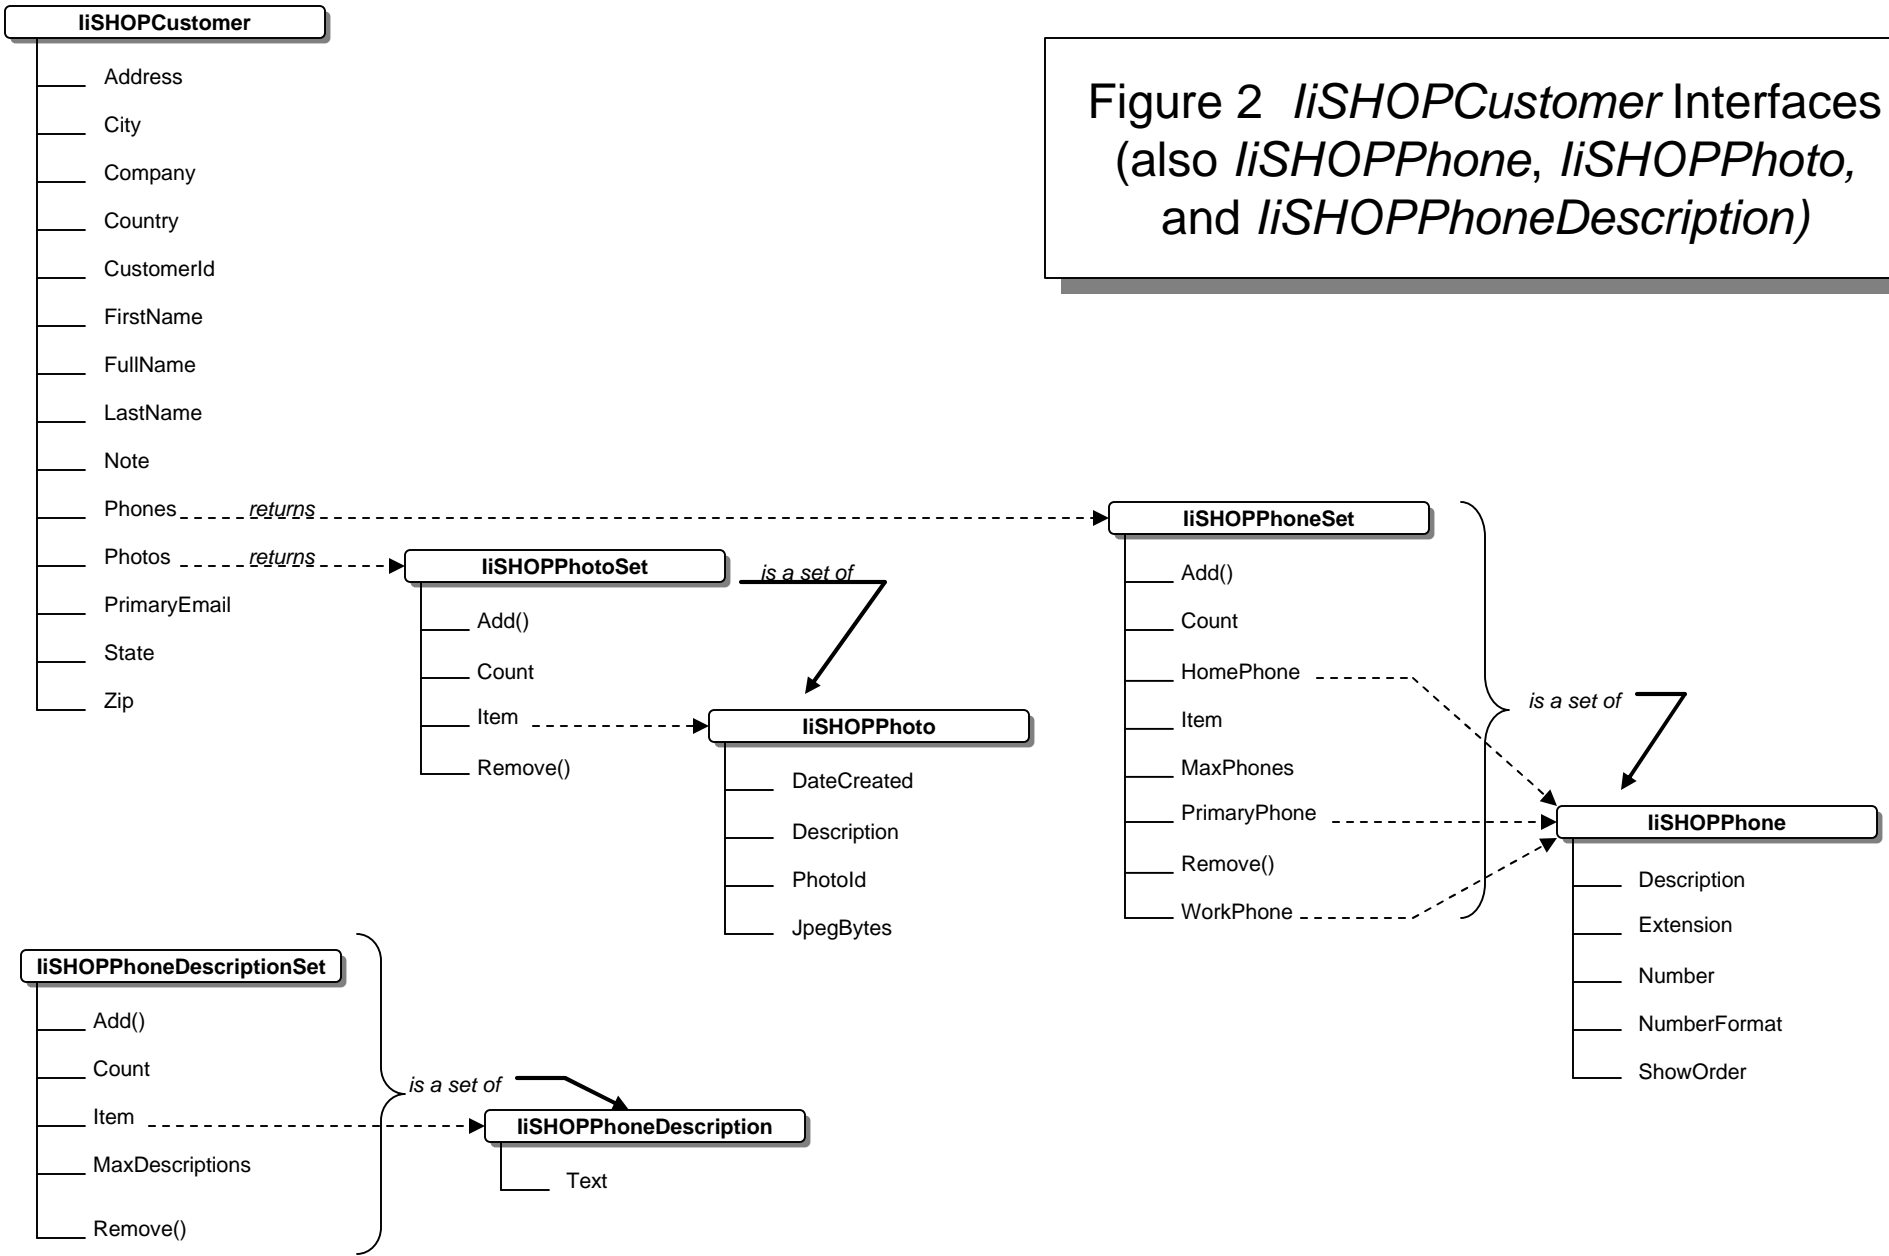 IiSHOPCustomer
Address
City
Company
Country
CustomerId
FirstName
FullName
LastName
Note
Phones
returns
Photos
returns
PrimaryEmail
State
Zip
Figure 2 IiSHOPCustomer Interfaces
(also IiSHOPPhone, IiSHOPPhoto,
and IiSHOPPhoneDescription)
IiSHOPPhotoSet
is a set of
Add()
Count
Item
Remove()
IiSHOPPhoto
DateCreated
Description
PhotoId
JpegBytes
IiSHOPPhoneSet
Add()
Count
HomePhone
Item
MaxPhones
PrimaryPhone
Remove()
WorkPhone
is a set of
IiSHOPPhone
Description
Extension
Number
NumberFormat
ShowOrder
IiSHOPPhoneDescriptionSet
Add()
Count
Item
MaxDescriptions
Remove()
is a set of
IiSHOPPhoneDescription
Text